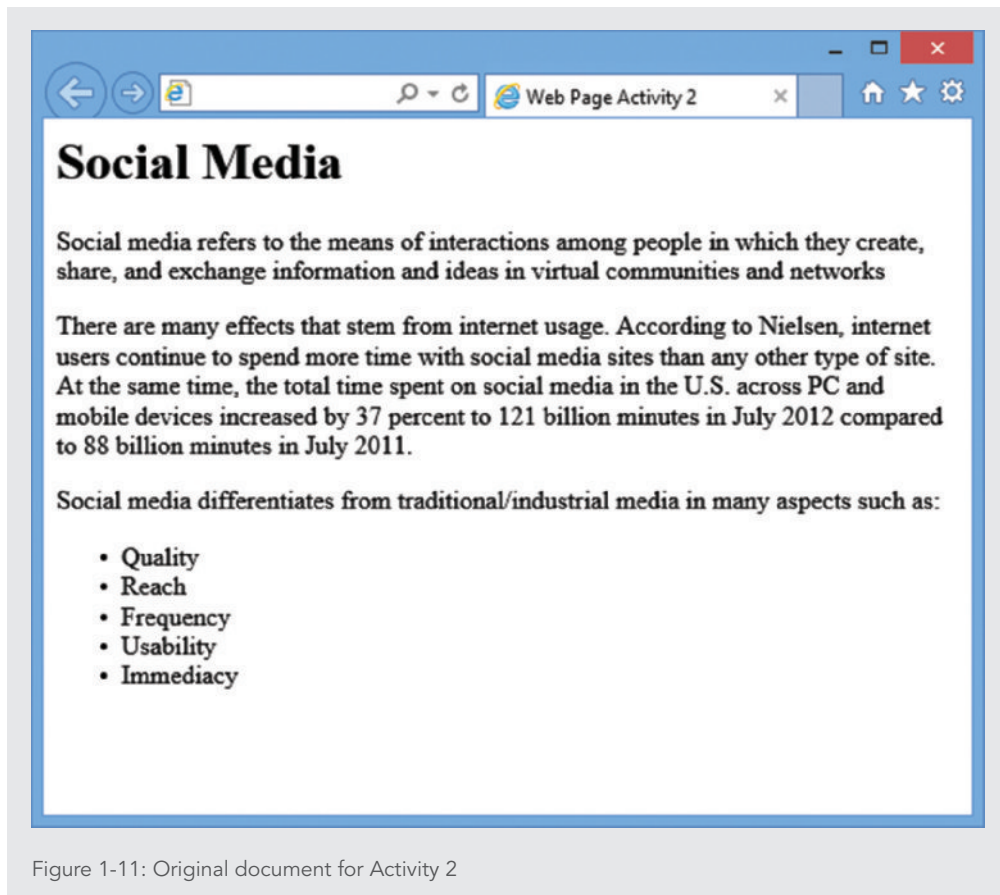 Web Page Activity 2
Social Media
Social media refers to the means of interactions among people in which they create,
share, and exchange information and ideas in virtual communities and networks
There are many effects that stem from internet usage. According to Nielsen, internet
users continue to spend more time with social media sites than any other type of site.
At the same time, the total time spent on social media in the U.S. across PC and
mobile devices increased by 37 percent to 121 billion minutes in July 2012 compared
to 88 billion minutes in July 2011.
Social media differentiates from traditional/industrial media in many aspects such as:
• Quality
• Reach
• Frequency
• Usability
• Immediacy
Figure 1-11: Original document for Activity 2